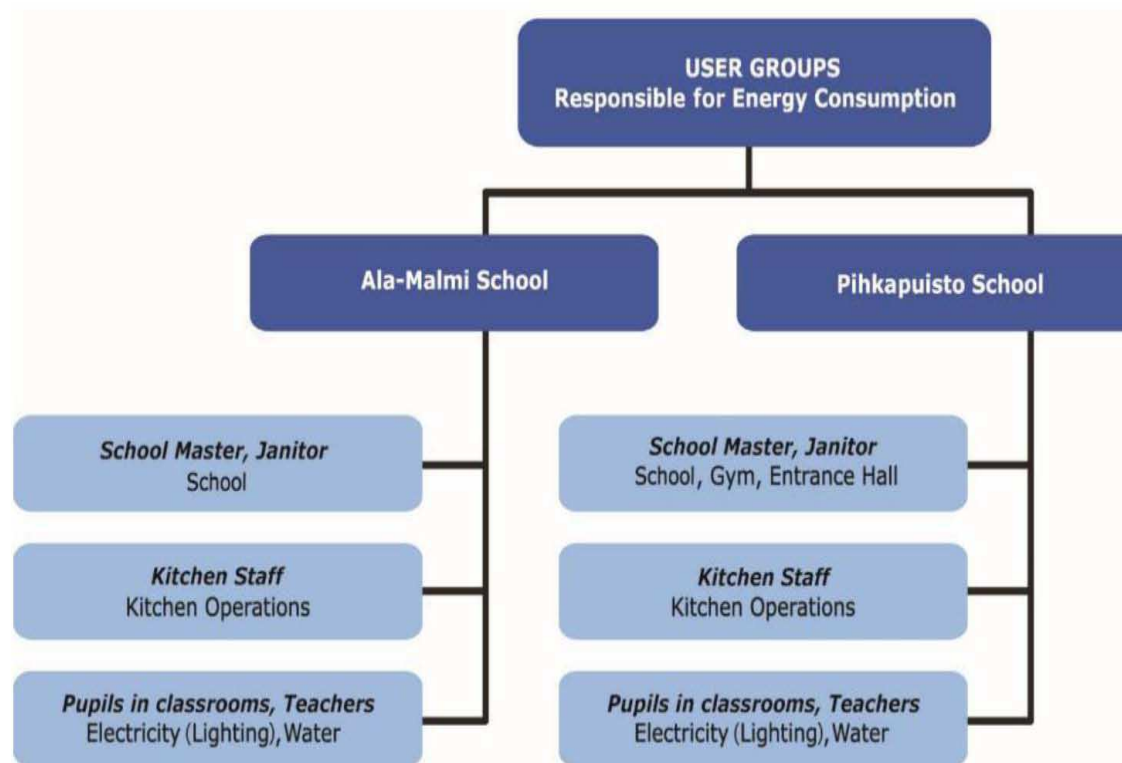 USER GROUPS
Responsible for Energy Consumption
Ala-Malmi School
Pihkapuisto School
School Master, Janitor
School
School Master, Janitor
School, Gym, Entrance Hall
Kitchen Staff
Kitchen Operations
Kitchen Staff
Kitchen Operations
Pupils in classrooms, Teachers
Electricity (Lighting), Water
Pupils in classrooms, Teachers
Electricity (Lighting), Water